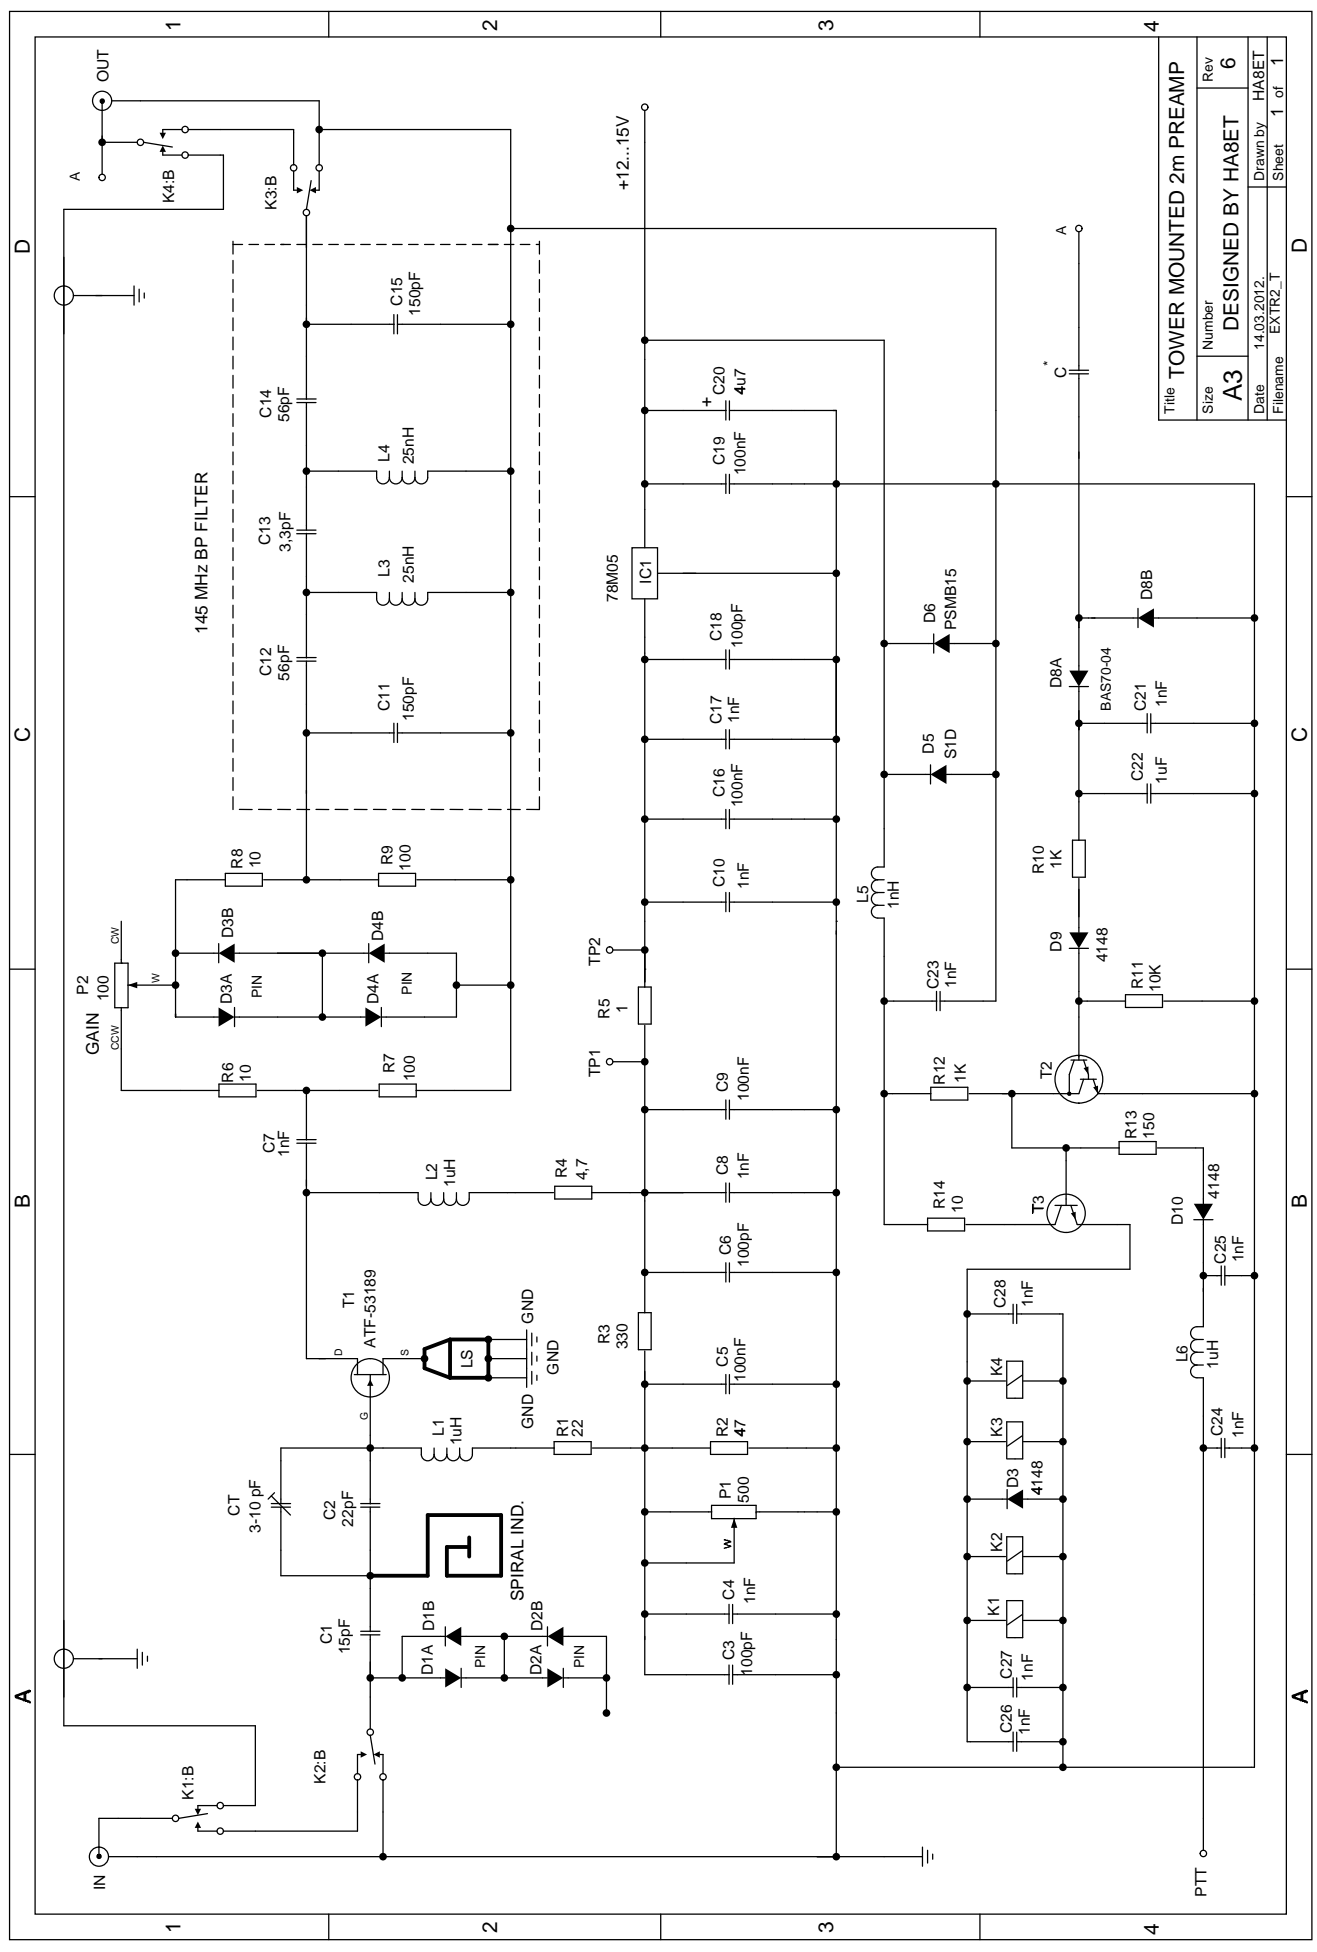 1
2
3
4
A
B
C
D
IN
K1:B
K2:B
K4:B
K3:B
OUT
A
GAIN
P2
100
CCW
CW
W
145 MHz BP FILTER
CT
3-10 pF
C1
15pF
C2
22pF
D1A
D1B
PIN
D2A
D2B
PIN
SPIRAL IND.
L1
1uH
R1
22
G
D
S
T1
ATF-53189
LS
GND
GND
GND
C7
1nF
L2
1uH
R4
4,7
R6
10
R7
100
D3A
D3B
PIN
D4A
D4B
PIN
R8
10
R9
100
C11
150pF
C12
56pF
L3
25nH
C13
3,3pF
L4
25nH
C14
56pF
C15
150pF
C3
100pF
C4
1nF
P1
500
W
R2
47
C5
100nF
R3
330
C6
100pF
C8
1nF
C9
100nF
TP1
R5
1
TP2
C10
1nF
C16
100nF
C17
1nF
C18
100pF
78M05
IC1
C19
100nF
C20
4u7
+
+12...15V
C26
1nF
C27
1nF
K1
K2
D3
4148
K3
K4
C28
1nF
R14
10
T3
R12
1K
C23
1nF
L5
1nH
D5
S1D
D6
PSMB15
PTT
C24
1nF
L6
1uH
C25
1nF
D10
4148
R13
150
T2
R11
10K
D9
4148
R10
1K
C22
1uF
C21
1nF
D8A
BAS70-04
D8B
C
*
A
Title TOWER MOUNTED 2m PREAMP
Size A3
Number DESIGNED BY HA8ET
Rev 6
Date 14.03.2012.
Drawn by HA8ET
Filename EXTR2_T
Sheet 1 of 1
1
2
3
4
A
B
C
D